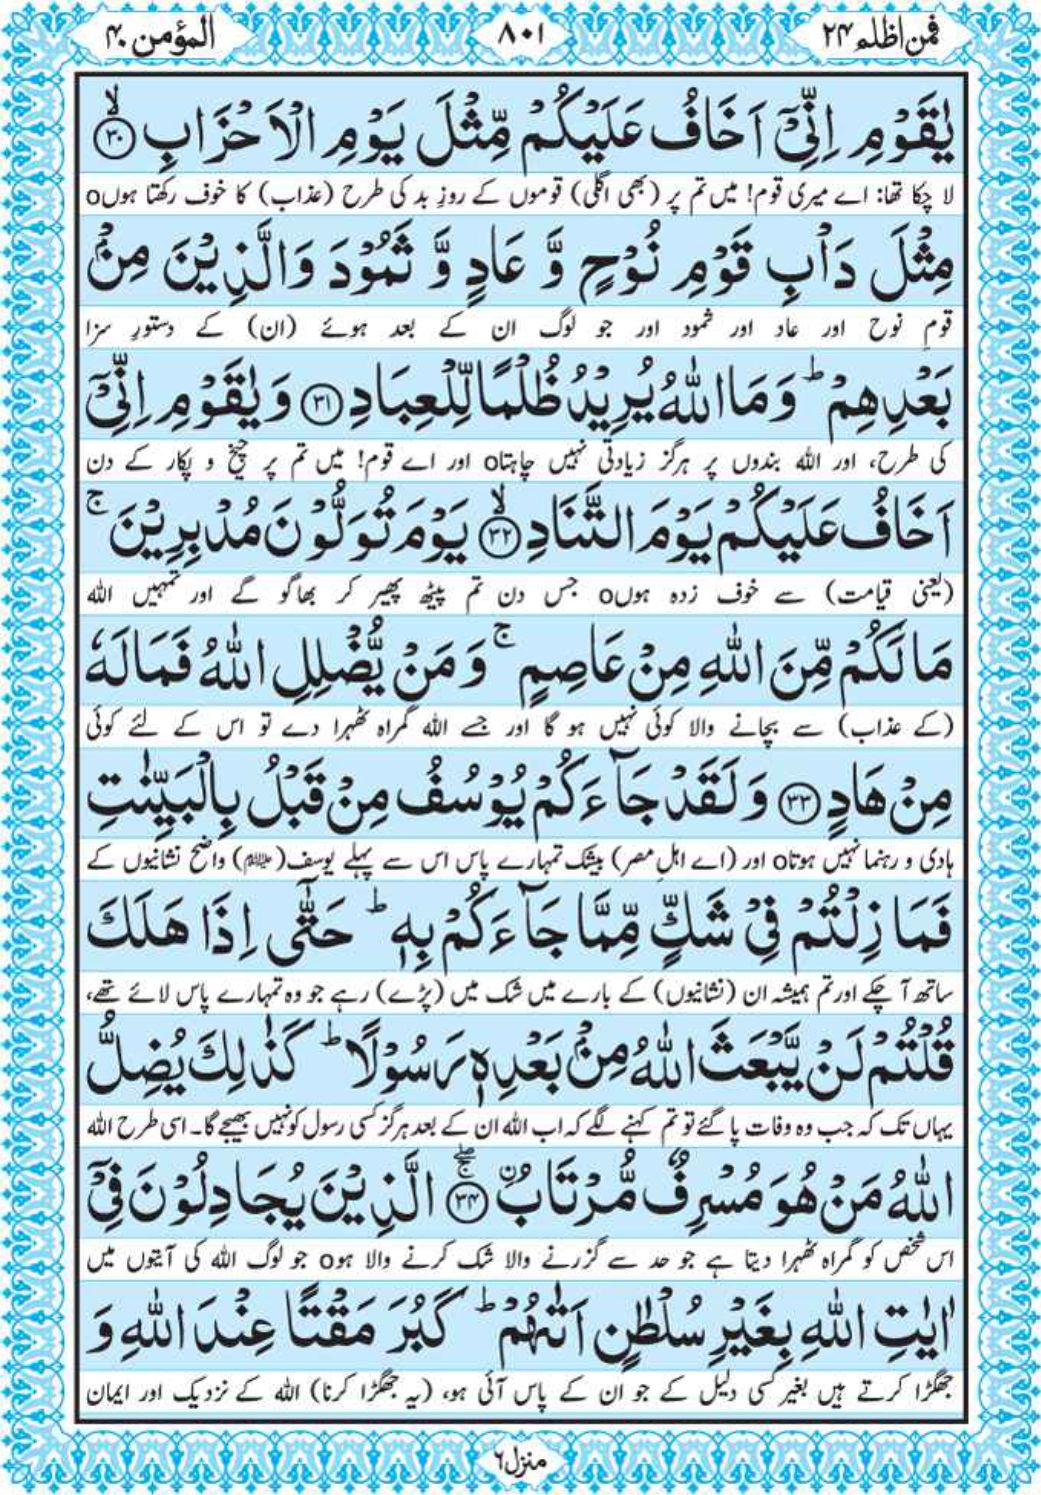 فمن اظلم ۲۴
۸۰۱
المؤمن ۴۰
یٰقَوْمِ اِنِّیْۤ اَخَافُ عَلَیْكُمْ مِّثْلَ یَوْمِ الْاَحْزَابِ ۙ﴿۳۰﴾
لا چکا تھا: اے میری قوم! میں تم پر (بھی اگلی) قوموں کے روزِ بد کی طرح (عذاب) کا خوف رکھتا ہوںo
مِثْلَ دَاْبِ قَوْمِ نُوْحٍ وَّ عَادٍ وَّ ثَمُوْدَ وَالَّذِیْنَ مِنْۢ
قومِ نوح اور عاد اور ثمود اور جو لوگ ان کے بعد ہوئے (ان) کے دستورِ سزا
بَعْدِهِمْ ؕ وَمَا اللّٰهُ یُرِیْدُ ظُلْمًا لِّلْعِبَادِ ﴿۳۱﴾ وَیٰقَوْمِ اِنِّیْۤ
کی طرح، اور اللہ بندوں پر ہرگز زیادتی نہیں چاہتاo اور اے قوم! میں تم پر چیخ و پکار کے دن
اَخَافُ عَلَیْكُمْ یَوْمَ التَّنَادِ ۙ﴿۳۲﴾ یَوْمَ تُوَلُّوْنَ مُدْبِرِیْنَ ۚ
(یعنی قیامت) سے خوف زدہ ہوںo جس دن تم پیٹھ پھیر کر بھاگو گے اور تمہیں اللہ
مَا لَكُمْ مِّنَ اللّٰهِ مِنْ عَاصِمٍ ۚ وَمَنْ یُّضْلِلِ اللّٰهُ فَمَا لَهٗ
(کے عذاب) سے بچانے والا کوئی نہیں ہو گا اور جسے اللہ گمراہ ٹھہرا دے تو اس کے لئے کوئی
مِنْ هَادٍ ﴿۳۳﴾ وَلَقَدْ جَآءَكُمْ یُوْسُفُ مِنْ قَبْلُ بِالْبَیِّنٰتِ
ہادی و رہنما نہیں ہوتاo اور (اے اہلِ مصر) بیشک تمہارے پاس اس سے پہلے یوسف (علیہ السلام) واضح نشانیوں کے
فَمَا زِلْتُمْ فِیْ شَكٍّ مِّمَّا جَآءَكُمْ بِهٖ ؕ حَتّٰۤی اِذَا هَلَكَ
ساتھ آ چکے اور تم ہمیشہ ان (نشانیوں) کے بارے میں شک میں (پڑے) رہے جو وہ تمہارے پاس لائے تھے،
قُلْتُمْ لَنْ یَّبْعَثَ اللّٰهُ مِنْۢ بَعْدِهٖ رَسُوْلًا ؕ كَذٰلِكَ یُضِلُّ
یہاں تک کہ جب وہ وفات پا گئے تو تم کہنے لگے کہ اب اللہ ان کے بعد ہرگز کسی رسول کو نہیں بھیجے گا۔ اسی طرح اللہ
اللّٰهُ مَنْ هُوَ مُسْرِفٌ مُّرْتَابُ ۣ ۚۖ﴿۳۴﴾ الَّذِیْنَ یُجَادِلُوْنَ فِیْۤ
اس شخص کو گمراہ ٹھہرا دیتا ہے جو حد سے گزرنے والا شک کرنے والا ہوo جو لوگ اللہ کی آیتوں میں
اٰیٰتِ اللّٰهِ بِغَیْرِ سُلْطٰنٍ اَتٰىهُمْ ؕ كَبُرَ مَقْتًا عِنْدَ اللّٰهِ وَ
جھگڑا کرتے ہیں بغیر کسی دلیل کے جو ان کے پاس آئی ہو، (یہ جھگڑا کرنا) اللہ کے نزدیک اور ایمان
منزل ۶